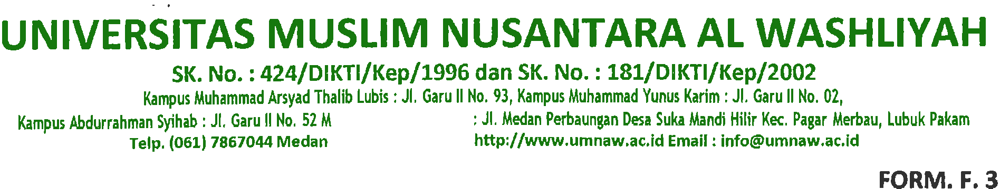 UNIVERSITAS MUSLIM NUSANTARA AL WASHLIYAH
SK. No. : 424/DIKTI/Kep/1996 dan SK. No. : 181/DIKTI/Kep/2002
Kampus Muhammad Arsyad Thalib Lubis : Jl. Garu II No. 93, Kampus Muhammad Yunus Karim : Jl. Garu II No. 02,
Kampus Abdurrahman Syihab : Jl. Garu II No. 52 M : Jl. Medan Perbaungan Desa Suka Mandi Hilir Kec. Pagar Merbau, Lubuk Pakam
Telp. (061) 7867044 Medan http://www.umnaw.ac.id Email : info@umnaw.ac.id
FORM. F. 3